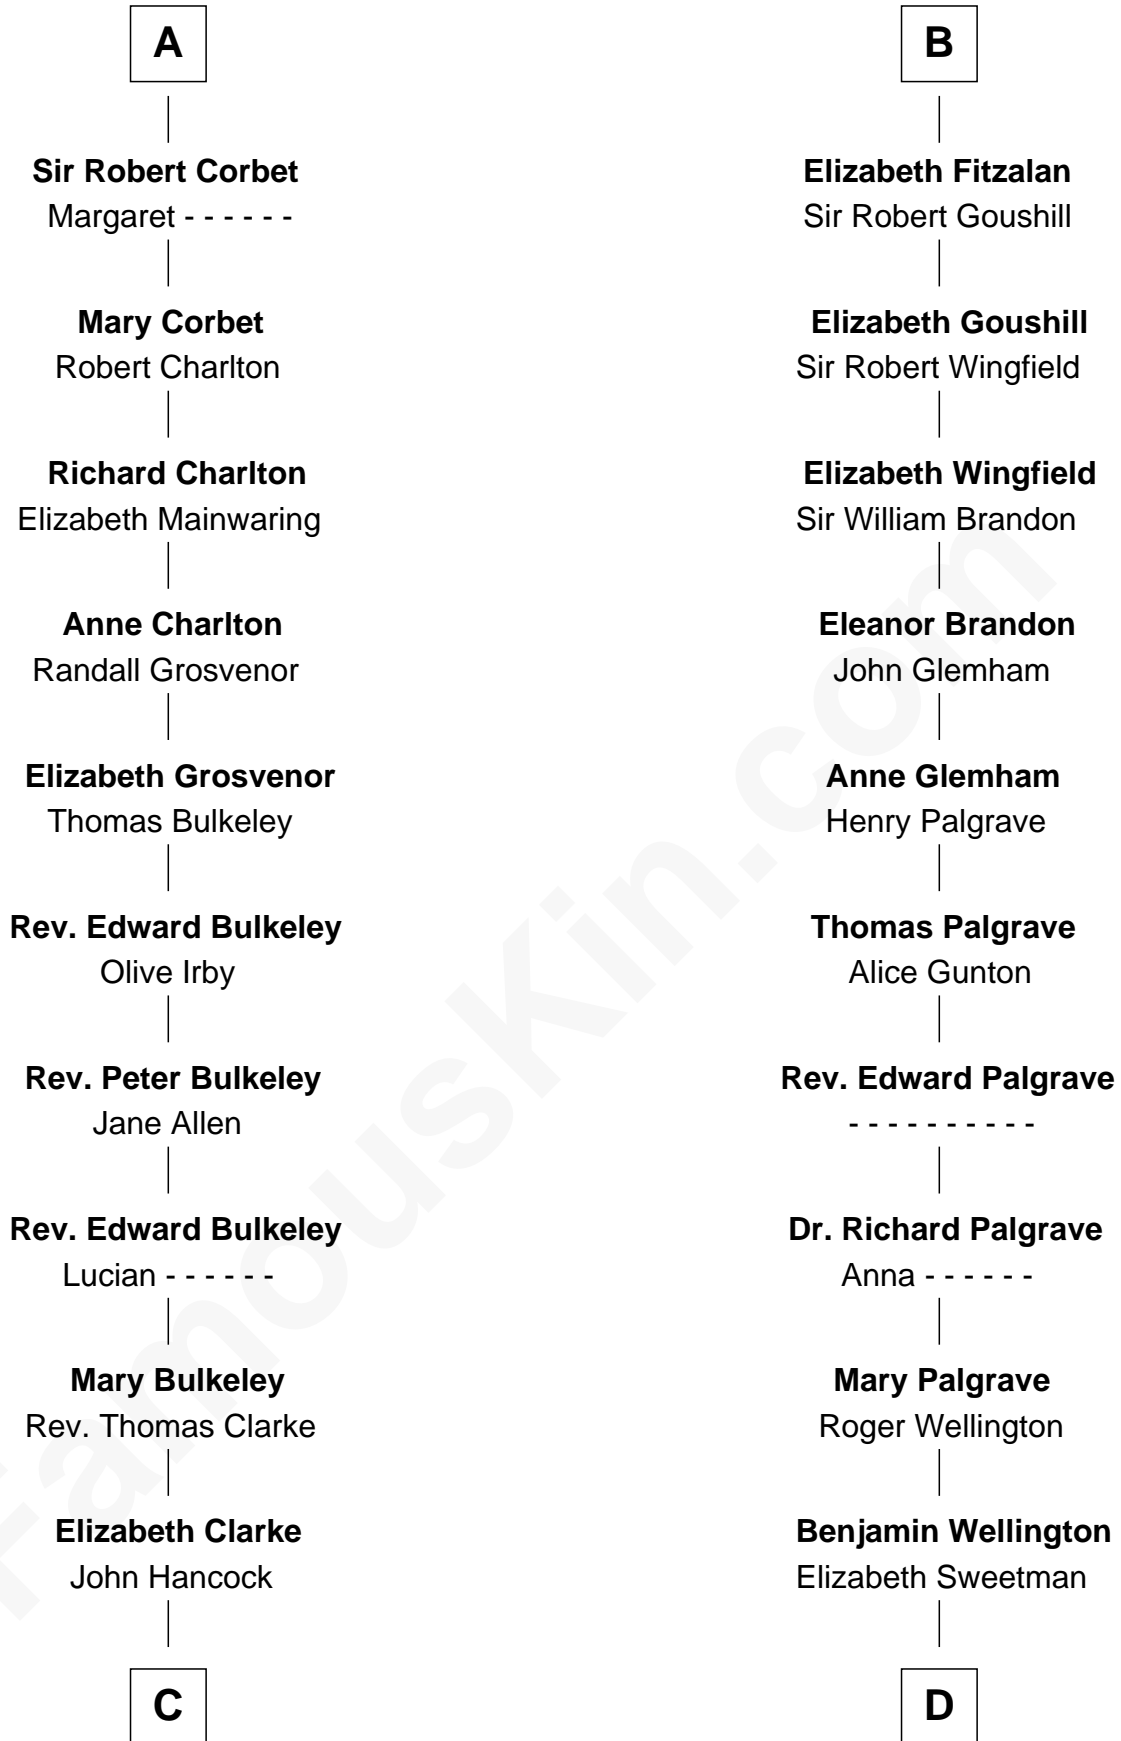 A
Sir Robert Corbet
Margaret - - - - - -
Mary Corbet
Robert Charlton
Richard Charlton
Elizabeth Mainwaring
Anne Charlton
Randall Grosvenor
Elizabeth Grosvenor
Thomas Bulkeley
Rev. Edward Bulkeley
Olive Irby
Rev. Peter Bulkeley
Jane Allen
Rev. Edward Bulkeley
Lucian - - - - - -
Mary Bulkeley
Rev. Thomas Clarke
Elizabeth Clarke
John Hancock
C
B
Elizabeth Fitzalan
Sir Robert Goushill
Elizabeth Goushill
Sir Robert Wingfield
Elizabeth Wingfield
Sir William Brandon
Eleanor Brandon
John Glemham
Anne Glemham
Henry Palgrave
Thomas Palgrave
Alice Gunton
Rev. Edward Palgrave
- - - - - - - - - -
Dr. Richard Palgrave
Anna - - - - - -
Mary Palgrave
Roger Wellington
Benjamin Wellington
Elizabeth Sweetman
D
FamousKin.com